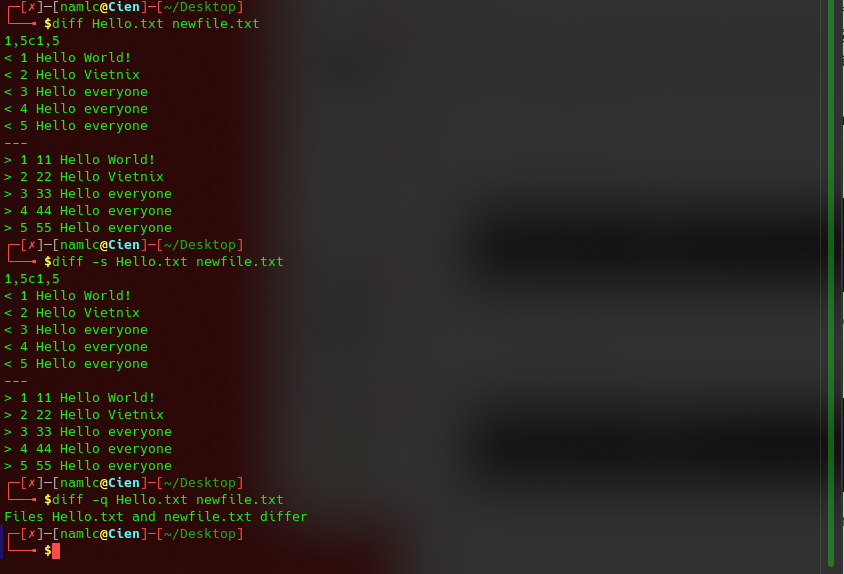 ┌─[✗]─[namlc@Cien]─[~/Desktop]
└──╼ $diff Hello.txt newfile.txt
1,5c1,5
< 1 Hello World!
< 2 Hello Vietnix
< 3 Hello everyone
< 4 Hello everyone
< 5 Hello everyone
---
> 1 11 Hello World!
> 2 22 Hello Vietnix
> 3 33 Hello everyone
> 4 44 Hello everyone
> 5 55 Hello everyone
┌─[✗]─[namlc@Cien]─[~/Desktop]
└──╼ $diff -s Hello.txt newfile.txt
1,5c1,5
< 1 Hello World!
< 2 Hello Vietnix
< 3 Hello everyone
< 4 Hello everyone
< 5 Hello everyone
---
> 1 11 Hello World!
> 2 22 Hello Vietnix
> 3 33 Hello everyone
> 4 44 Hello everyone
> 5 55 Hello everyone
┌─[✗]─[namlc@Cien]─[~/Desktop]
└──╼ $diff -q Hello.txt newfile.txt
Files Hello.txt and newfile.txt differ
┌─[✗]─[namlc@Cien]─[~/Desktop]
└──╼ $